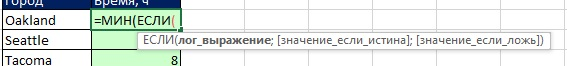 Город Время, ч
Oakland =МИН(ЕСЛИ(
Seattle
ЕСЛИ(лог_выражение; [значение_если_истина]; [значение_если_ложь])
Tacoma 8